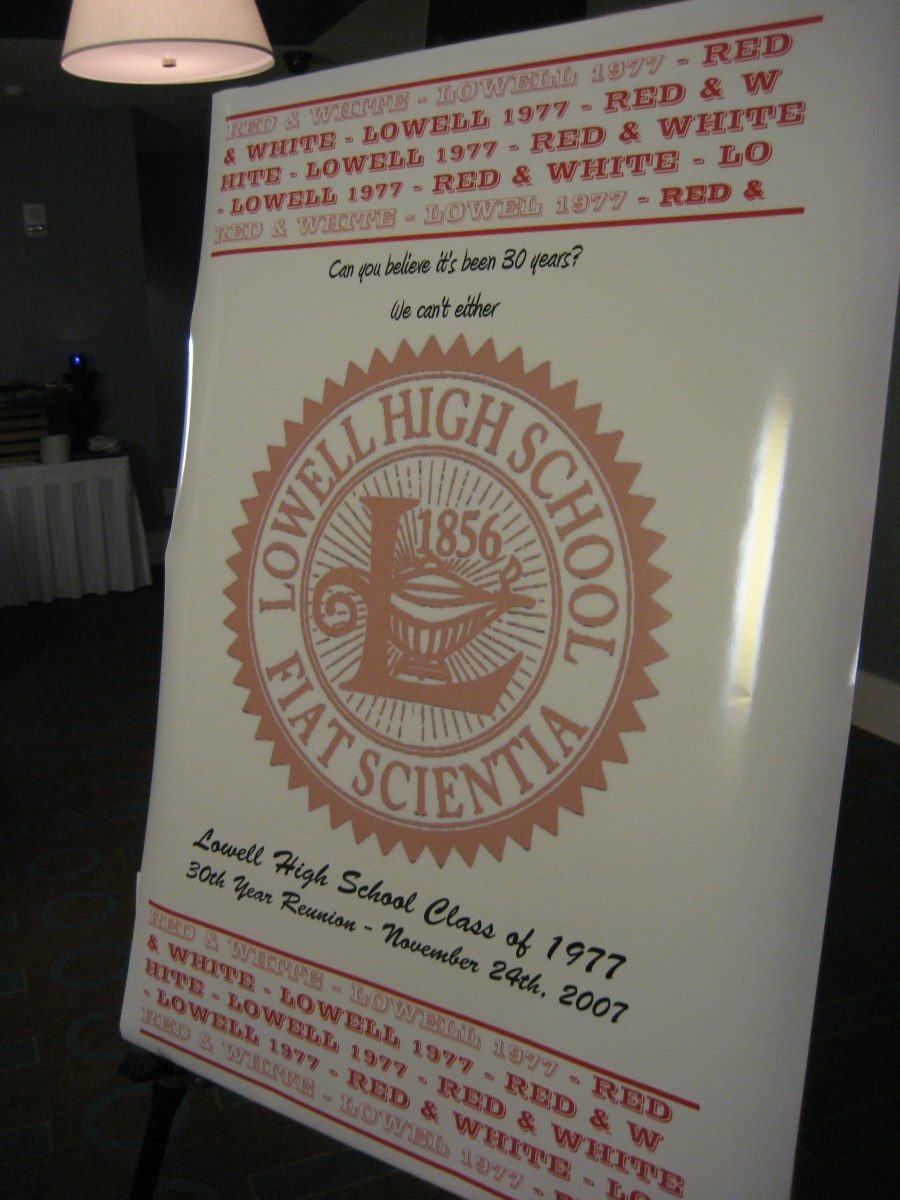 RED & WHITE - LOWELL 1977 - RED
& WHITE - LOWELL 1977 - RED & W
HITE - LOWELL 1977 - RED & WHITE
- LOWELL 1977 - RED & WHITE - LO
RED & WHITE - LOWEL 1977 - RED &
Can you believe it's been 30 years?
We can't either
LOWELL HIGH SCHOOL
1856
L
FIAT SCIENTIA
Lowell High School Class of 1977
30th Year Reunion - November 24th, 2007
RED & WHITE - LOWELL 1977 - RED
& WHITE - LOWELL 1977 - RED & W
HITE - LOWELL 1977 - RED & WHITE
- LOWELL 1977 - RED & WHITE - LO
RED & WHITE - LOWEL 1977 -